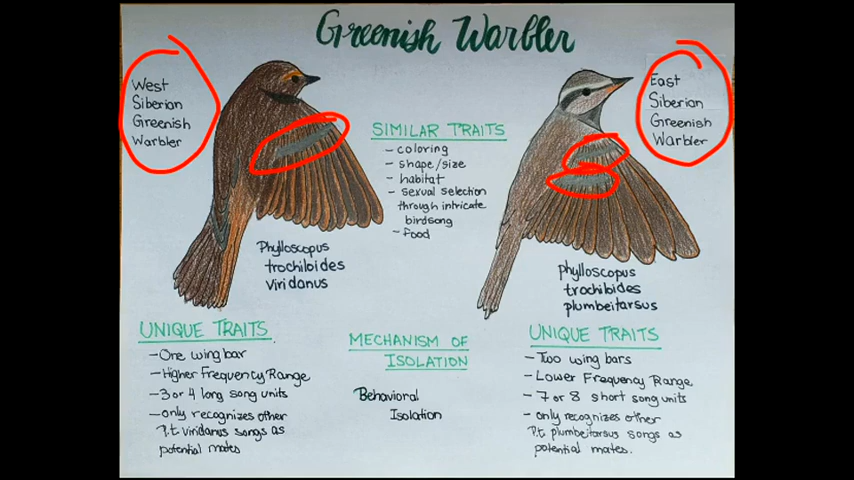 Greenish Warbler
West
Siberian
Greenish
Warbler
East
Siberian
Greenish
Warbler
SIMILAR TRAITS
- coloring
- shape/size
- habitat
- sexual selection
through intricate
birdsong
- food
Phylloscopus
trochiloides
viridanus
phylloscopus
trochiloides
plumbeitarsus
UNIQUE TRAITS
- One wing bar
- Higher Frequency Range
- 3 or 4 long song units
- only recognizes other
P.t viridanus songs as
potential mates
MECHANISM OF
ISOLATION
Behavioral
Isolation
UNIQUE TRAITS
- Two wing bars
- Lower Frequency Range
- 7 or 8 short song units
- only recognizes other
P.t plumbeitarsus songs as
potential mates.